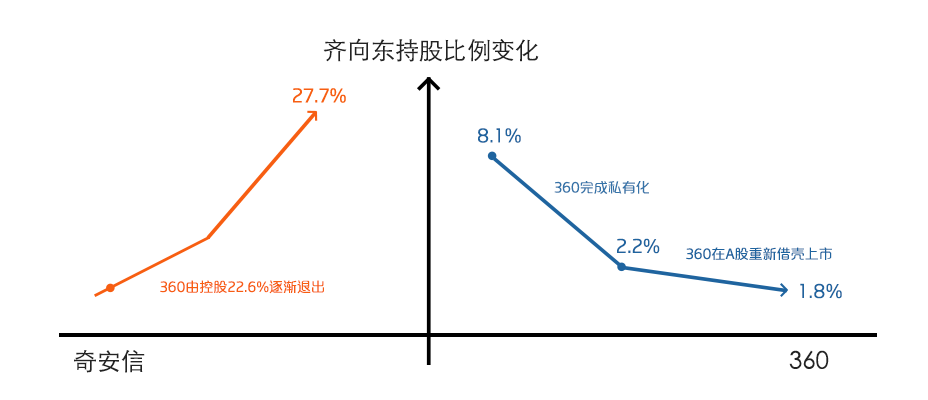 齐向东持股比例变化
27.7%
8.1%
360完成私有化
2.2%
360在A股重新借壳上市
360由控股22.6%逐渐退出
1.8%
奇安信
360